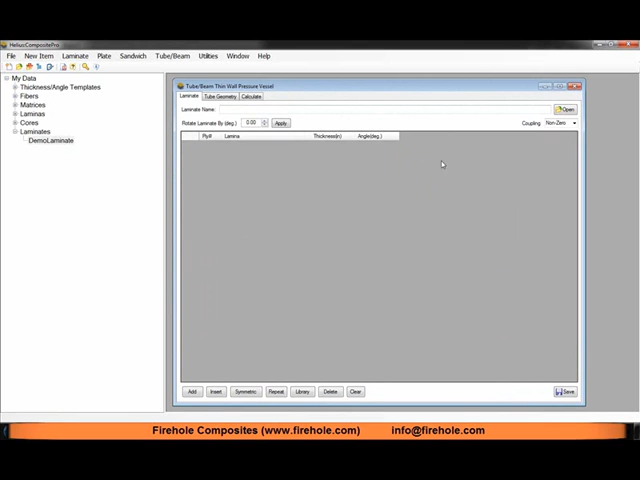 HeliusCompositePro
File New Item Laminate Plate Sandwich Tube/Beam Utilities Window Help
My Data
Thickness/Angle Templates
Fibers
Matrices
Laminas
Cores
Laminates
DemoLaminate
Tube/Beam Thin Wall Pressure Vessel
Laminate Tube Geometry Calculate
Laminate Name: Open
Rotate Laminate By (deg.) 0.00 Apply Coupling Non-Zero
Ply# Lamina Thickness(in) Angle(deg.)
Add Insert Symmetric Repeat Library Delete Clear Save
Firehole Composites (www.firehole.com) info@firehole.com